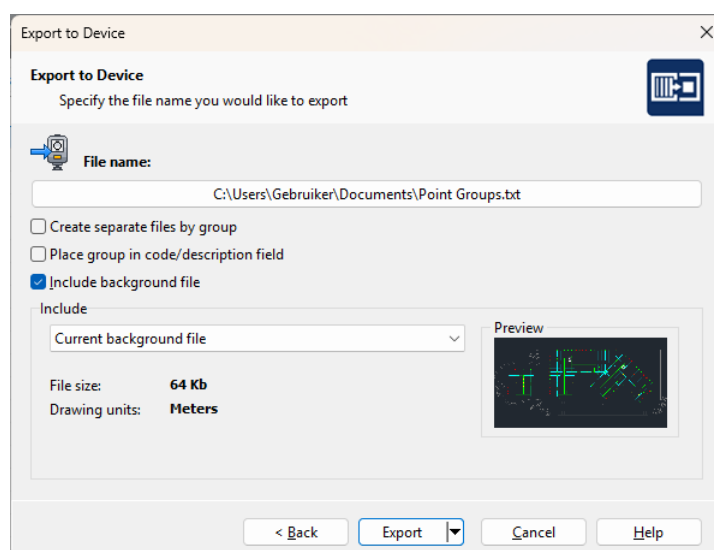 Export to Device
Export to Device
Specify the file name you would like to export
File name:
C:\Users\Gebruiker\Documents\Point Groups.txt
Create separate files by group
Place group in code/description field
Include background file
Include
Current background file
Preview
File size: 64 Kb
Drawing units: Meters
< Back Export Cancel Help